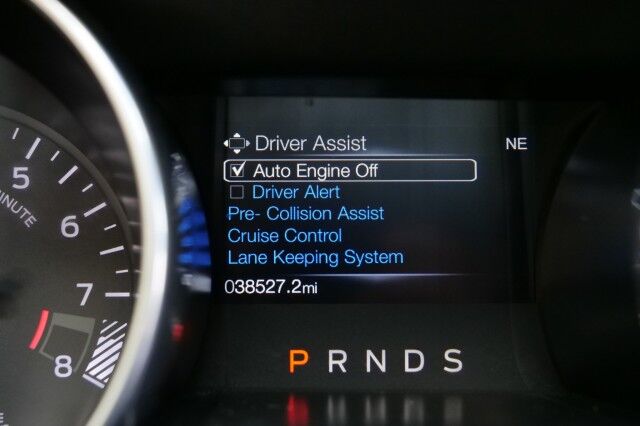 Driver Assist NE
Auto Engine Off
Driver Alert
Pre- Collision Assist
Cruise Control
Lane Keeping System
038527.2mi
P R N D S
5
6
7
8